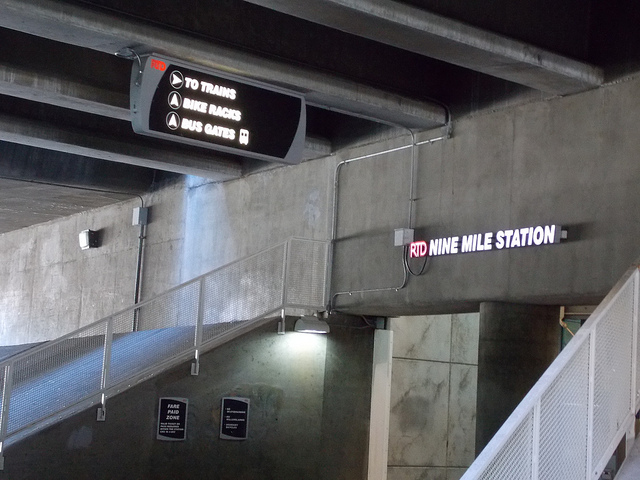 RTD
TO TRAINS
BIKE RACKS
BUS GATES
RTD NINE MILE STATION
FARE
PAID
ZONE